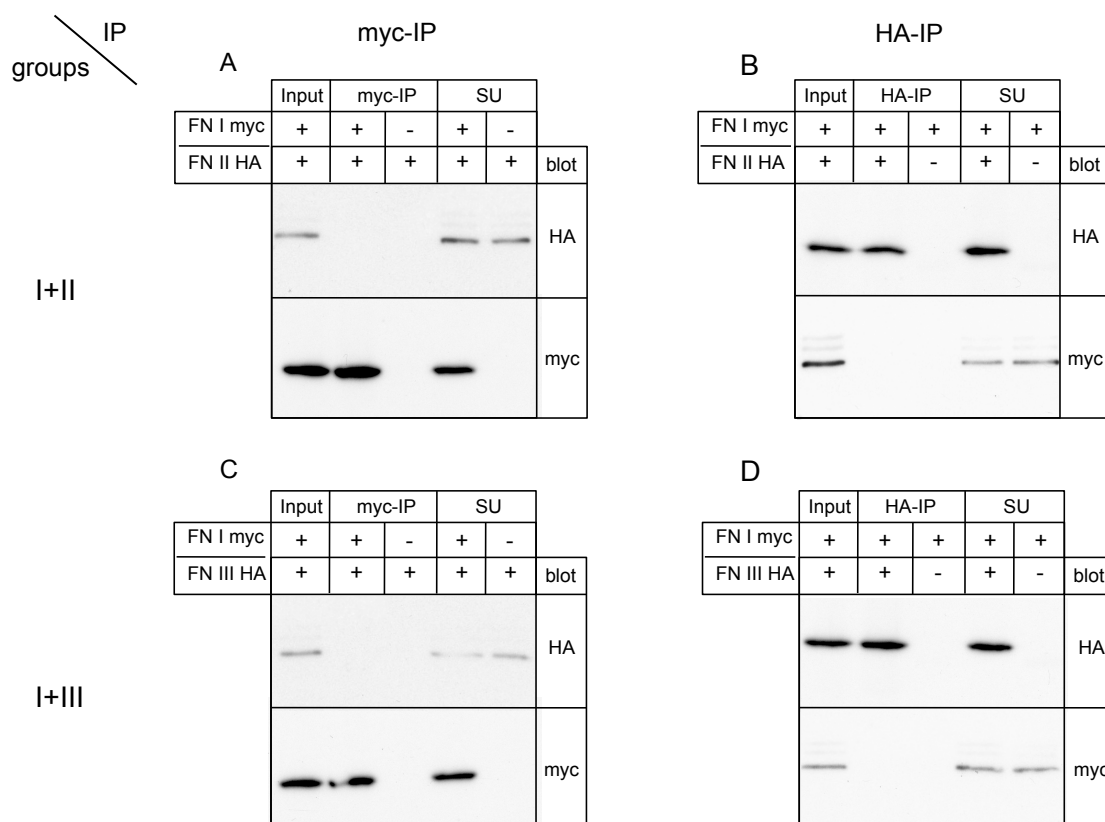 IP
groups
myc-IP
HA-IP
A
Input myc-IP SU
FN I myc + + - + -
FN II HA + + + + + blot
HA
myc
B
Input HA-IP SU
FN I myc + + + + +
FN II HA + + - + - blot
HA
myc
I+II
C
Input myc-IP SU
FN I myc + + - + -
FN III HA + + + + + blot
HA
myc
D
Input HA-IP SU
FN I myc + + + + +
FN III HA + + - + - blot
HA
myc
I+III